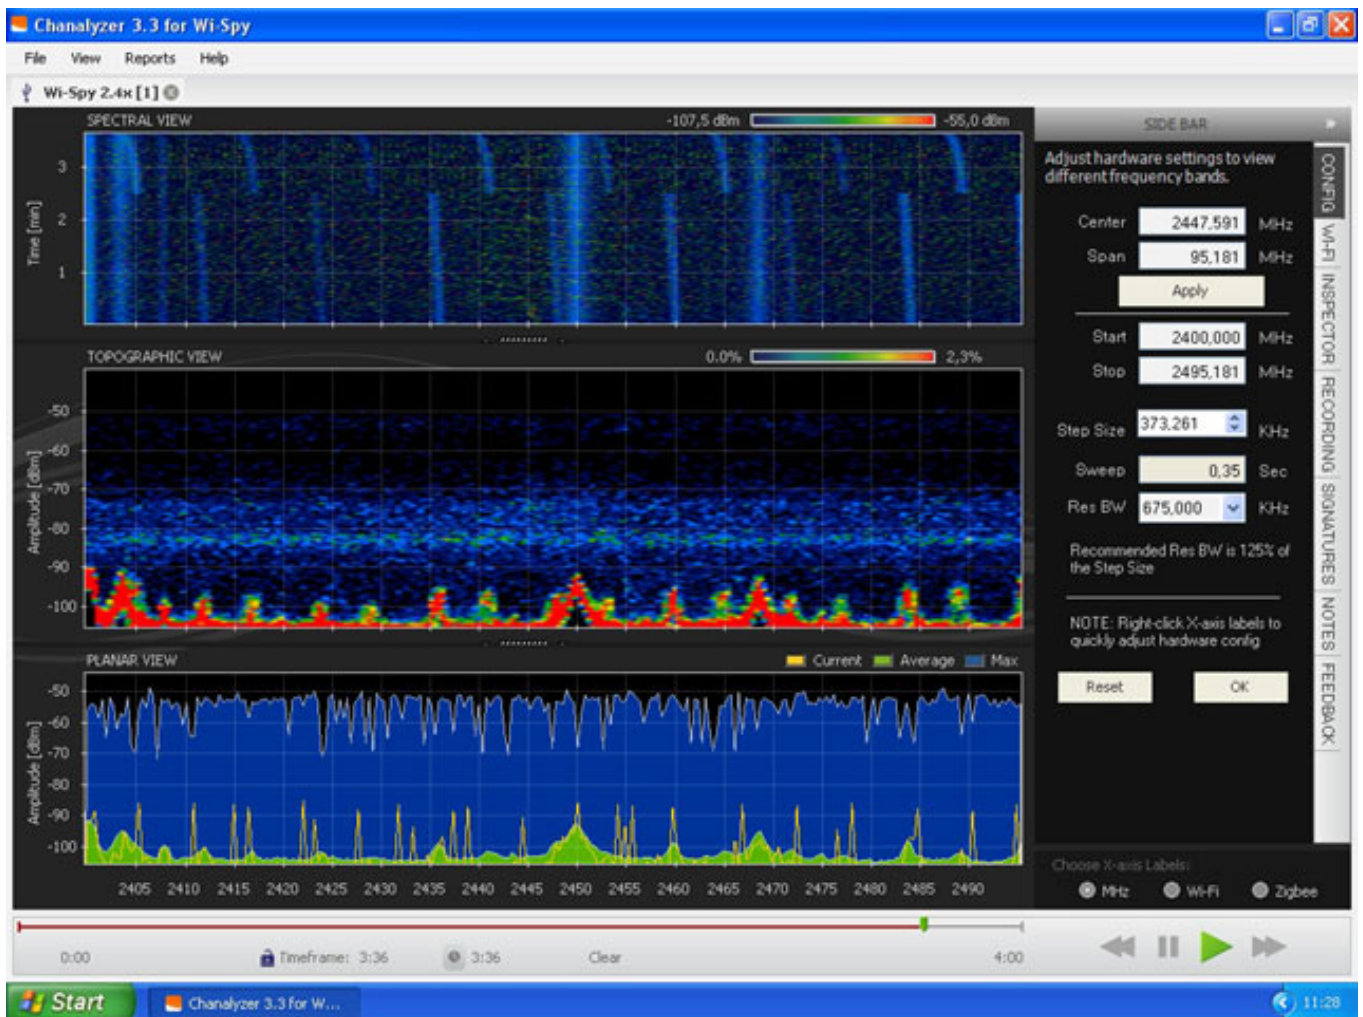 Chanalyzer 3.3 for Wi-Spy
File View Reports Help
Wi-Spy 2.4x [1]
SPECTRAL VIEW -107,5 dBm -55,0 dBm
Time [min]
3
2
1
TOPOGRAPHIC VIEW 0.0% 2,3%
Amplitude [dBm]
-50
-60
-70
-80
-90
-100
PLANAR VIEW Current Average Max
Amplitude [dBm]
-50
-60
-70
-80
-90
-100
2405 2410 2415 2420 2425 2430 2435 2440 2445 2450 2455 2460 2465 2470 2475 2480 2485 2490
SIDE BAR »
Adjust hardware settings to view
different frequency bands.
Center 2447,591 MHz
Span 95,181 MHz
Apply
Start 2400,000 MHz
Stop 2495,181 MHz
Step Size 373,261 KHz
Sweep 0,35 Sec
Res BW 675,000 KHz
Recommended Res BW is 125% of
the Step Size
NOTE: Right-click X-axis labels to
quickly adjust hardware config
Reset OK
CONFIG
WI-FI
INSPECTOR
RECORDING
SIGNATURES
NOTES
FEEDBACK
Choose X-axis Labels:
MHz Wi-Fi Zigbee
0:00 Timeframe: 3:36 3:36 Clear 4:00
Start Chanalyzer 3.3 for W... 11:28